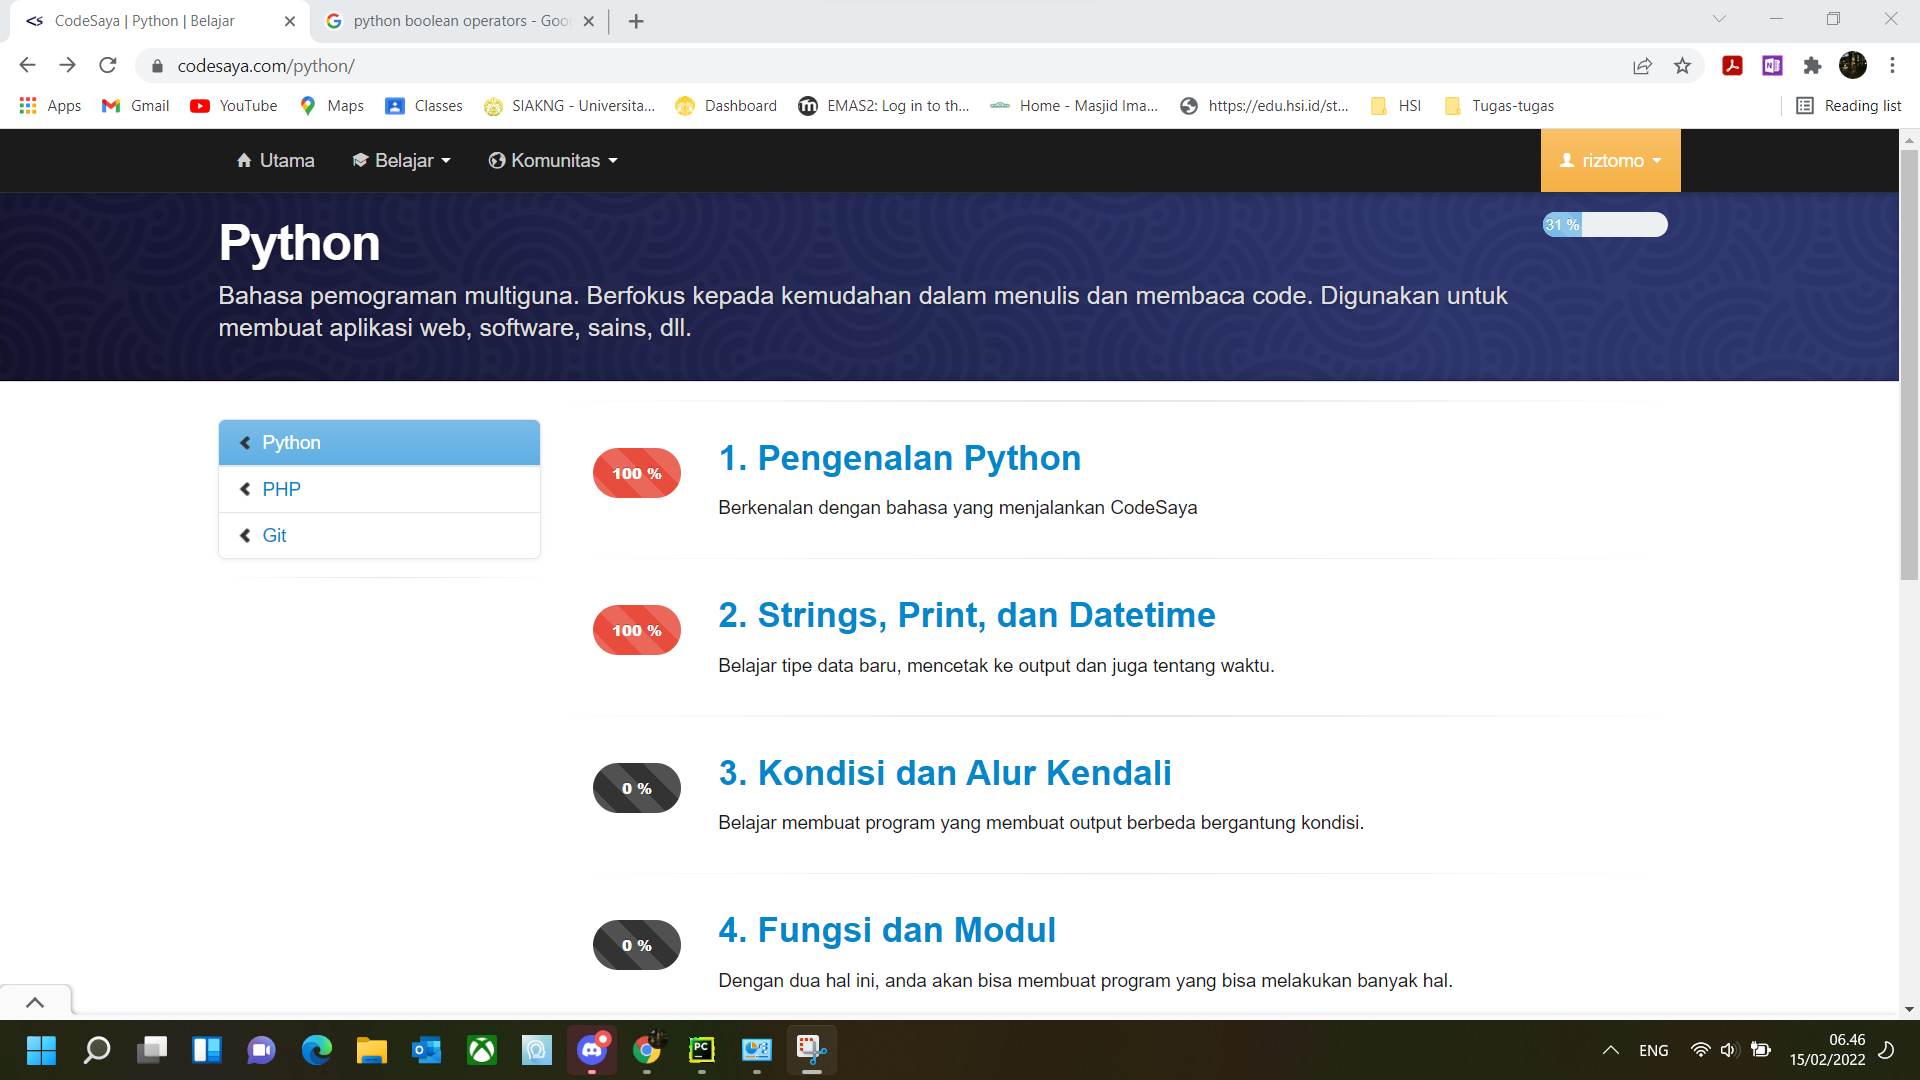 CodeSaya | Python | Belajar
python boolean operators - Goo
codesaya.com/python/
Apps
Gmail
YouTube
Maps
Classes
SIAKNG - Universita...
Dashboard
EMAS2: Log in to th...
Home - Masjid Ima...
https://edu.hsi.id/st...
HSI
Tugas-tugas
Reading list
Utama
Belajar
Komunitas
riztomo
Python
31 %
Bahasa pemograman multiguna. Berfokus kepada kemudahan dalam menulis dan membaca code. Digunakan untuk
membuat aplikasi web, software, sains, dll.
Python
PHP
Git
100 %
1. Pengenalan Python
Berkenalan dengan bahasa yang menjalankan CodeSaya
100 %
2. Strings, Print, dan Datetime
Belajar tipe data baru, mencetak ke output dan juga tentang waktu.
0 %
3. Kondisi dan Alur Kendali
Belajar membuat program yang membuat output berbeda bergantung kondisi.
0 %
4. Fungsi dan Modul
Dengan dua hal ini, anda akan bisa membuat program yang bisa melakukan banyak hal.
ENG
06.46
15/02/2022